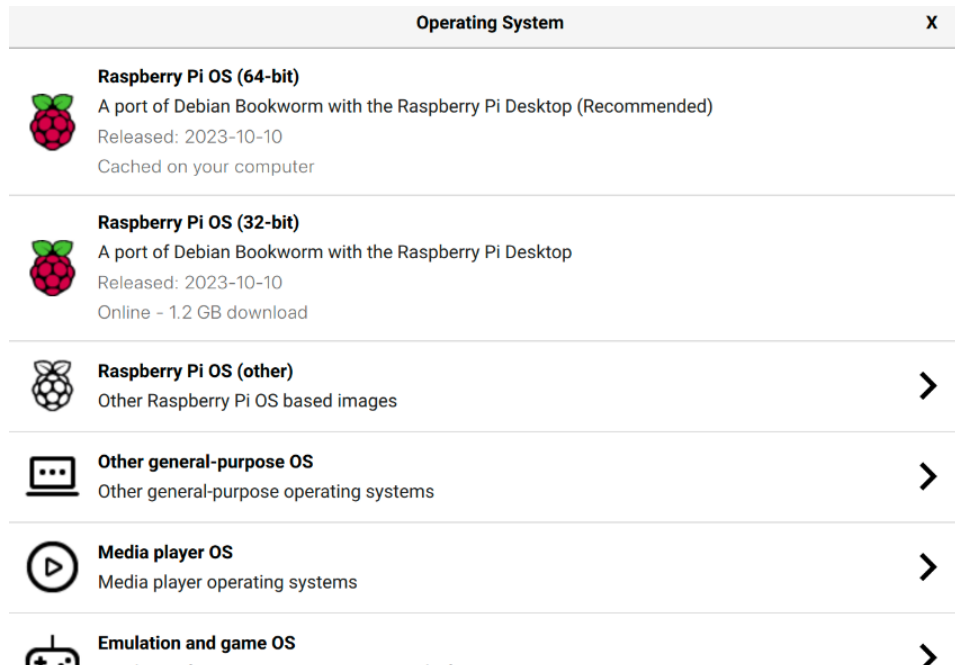 Operating System
X
Raspberry Pi OS (64-bit)
A port of Debian Bookworm with the Raspberry Pi Desktop (Recommended)
Released: 2023-10-10
Cached on your computer
Raspberry Pi OS (32-bit)
A port of Debian Bookworm with the Raspberry Pi Desktop
Released: 2023-10-10
Online - 1.2 GB download
Raspberry Pi OS (other)
Other Raspberry Pi OS based images
Other general-purpose OS
Other general-purpose operating systems
Media player OS
Media player operating systems
Emulation and game OS